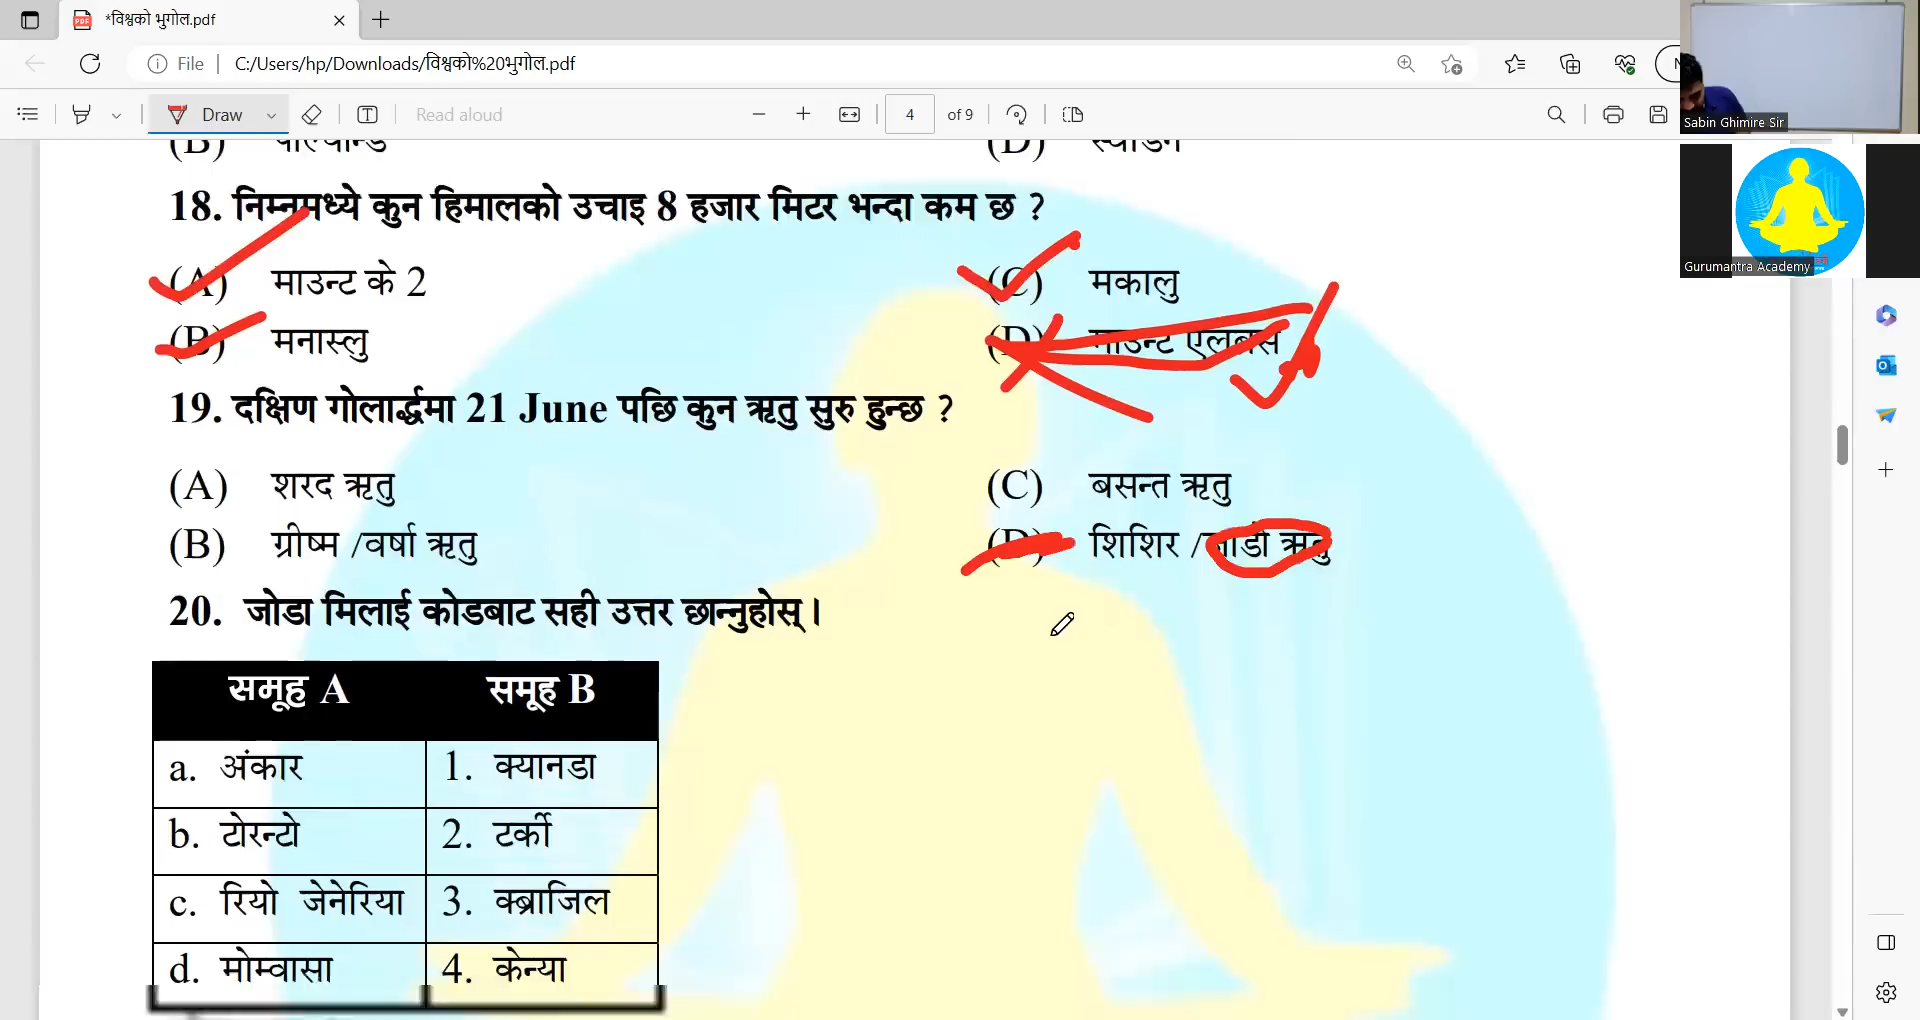 *विश्वको भुगोल.pdf
File C:/Users/hp/Downloads/विश्वको%20भुगोल.pdf
Draw Read aloud 4 of 9
Sabin Ghimire Sir
Gurumantra Academy
(B) (D)
18. निम्नमध्ये कुन हिमालको उचाइ 8 हजार मिटर भन्दा कम छ ?
(A) माउन्ट के 2 (C) मकालु
(B) मनास्लु (D) माउन्ट एलब्रस
19. दक्षिण गोलार्द्धमा 21 June पछि कुन ऋतु सुरु हुन्छ ?
(A) शरद ऋतु (C) बसन्त ऋतु
(B) ग्रीष्म /वर्षा ऋतु (D) शिशिर /जाडो ऋतु
20. जोडा मिलाई कोडबाट सही उत्तर छान्नुहोस्।
समूह A समूह B
a. अंकार 1. क्यानडा
b. टोरन्टो 2. टर्की
c. रियो जेनेरिया 3. क्ब्राजिल
d. मोम्वासा 4. केन्या